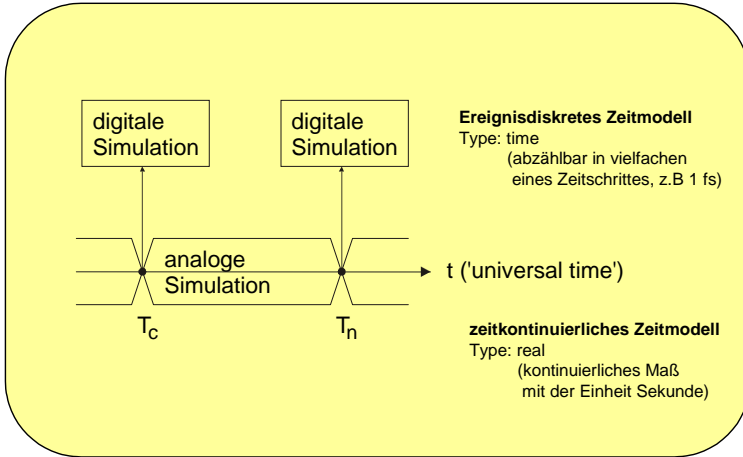 digitale
Simulation
digitale
Simulation
Ereignisdiskretes Zeitmodell
Type: time
(abzählbar in vielfachen
eines Zeitschrittes, z.B 1 fs)
analoge
Simulation
t ('universal time')
Tc
Tn
zeitkontinuierliches Zeitmodell
Type: real
(kontinuierliches Maß
mit der Einheit Sekunde)